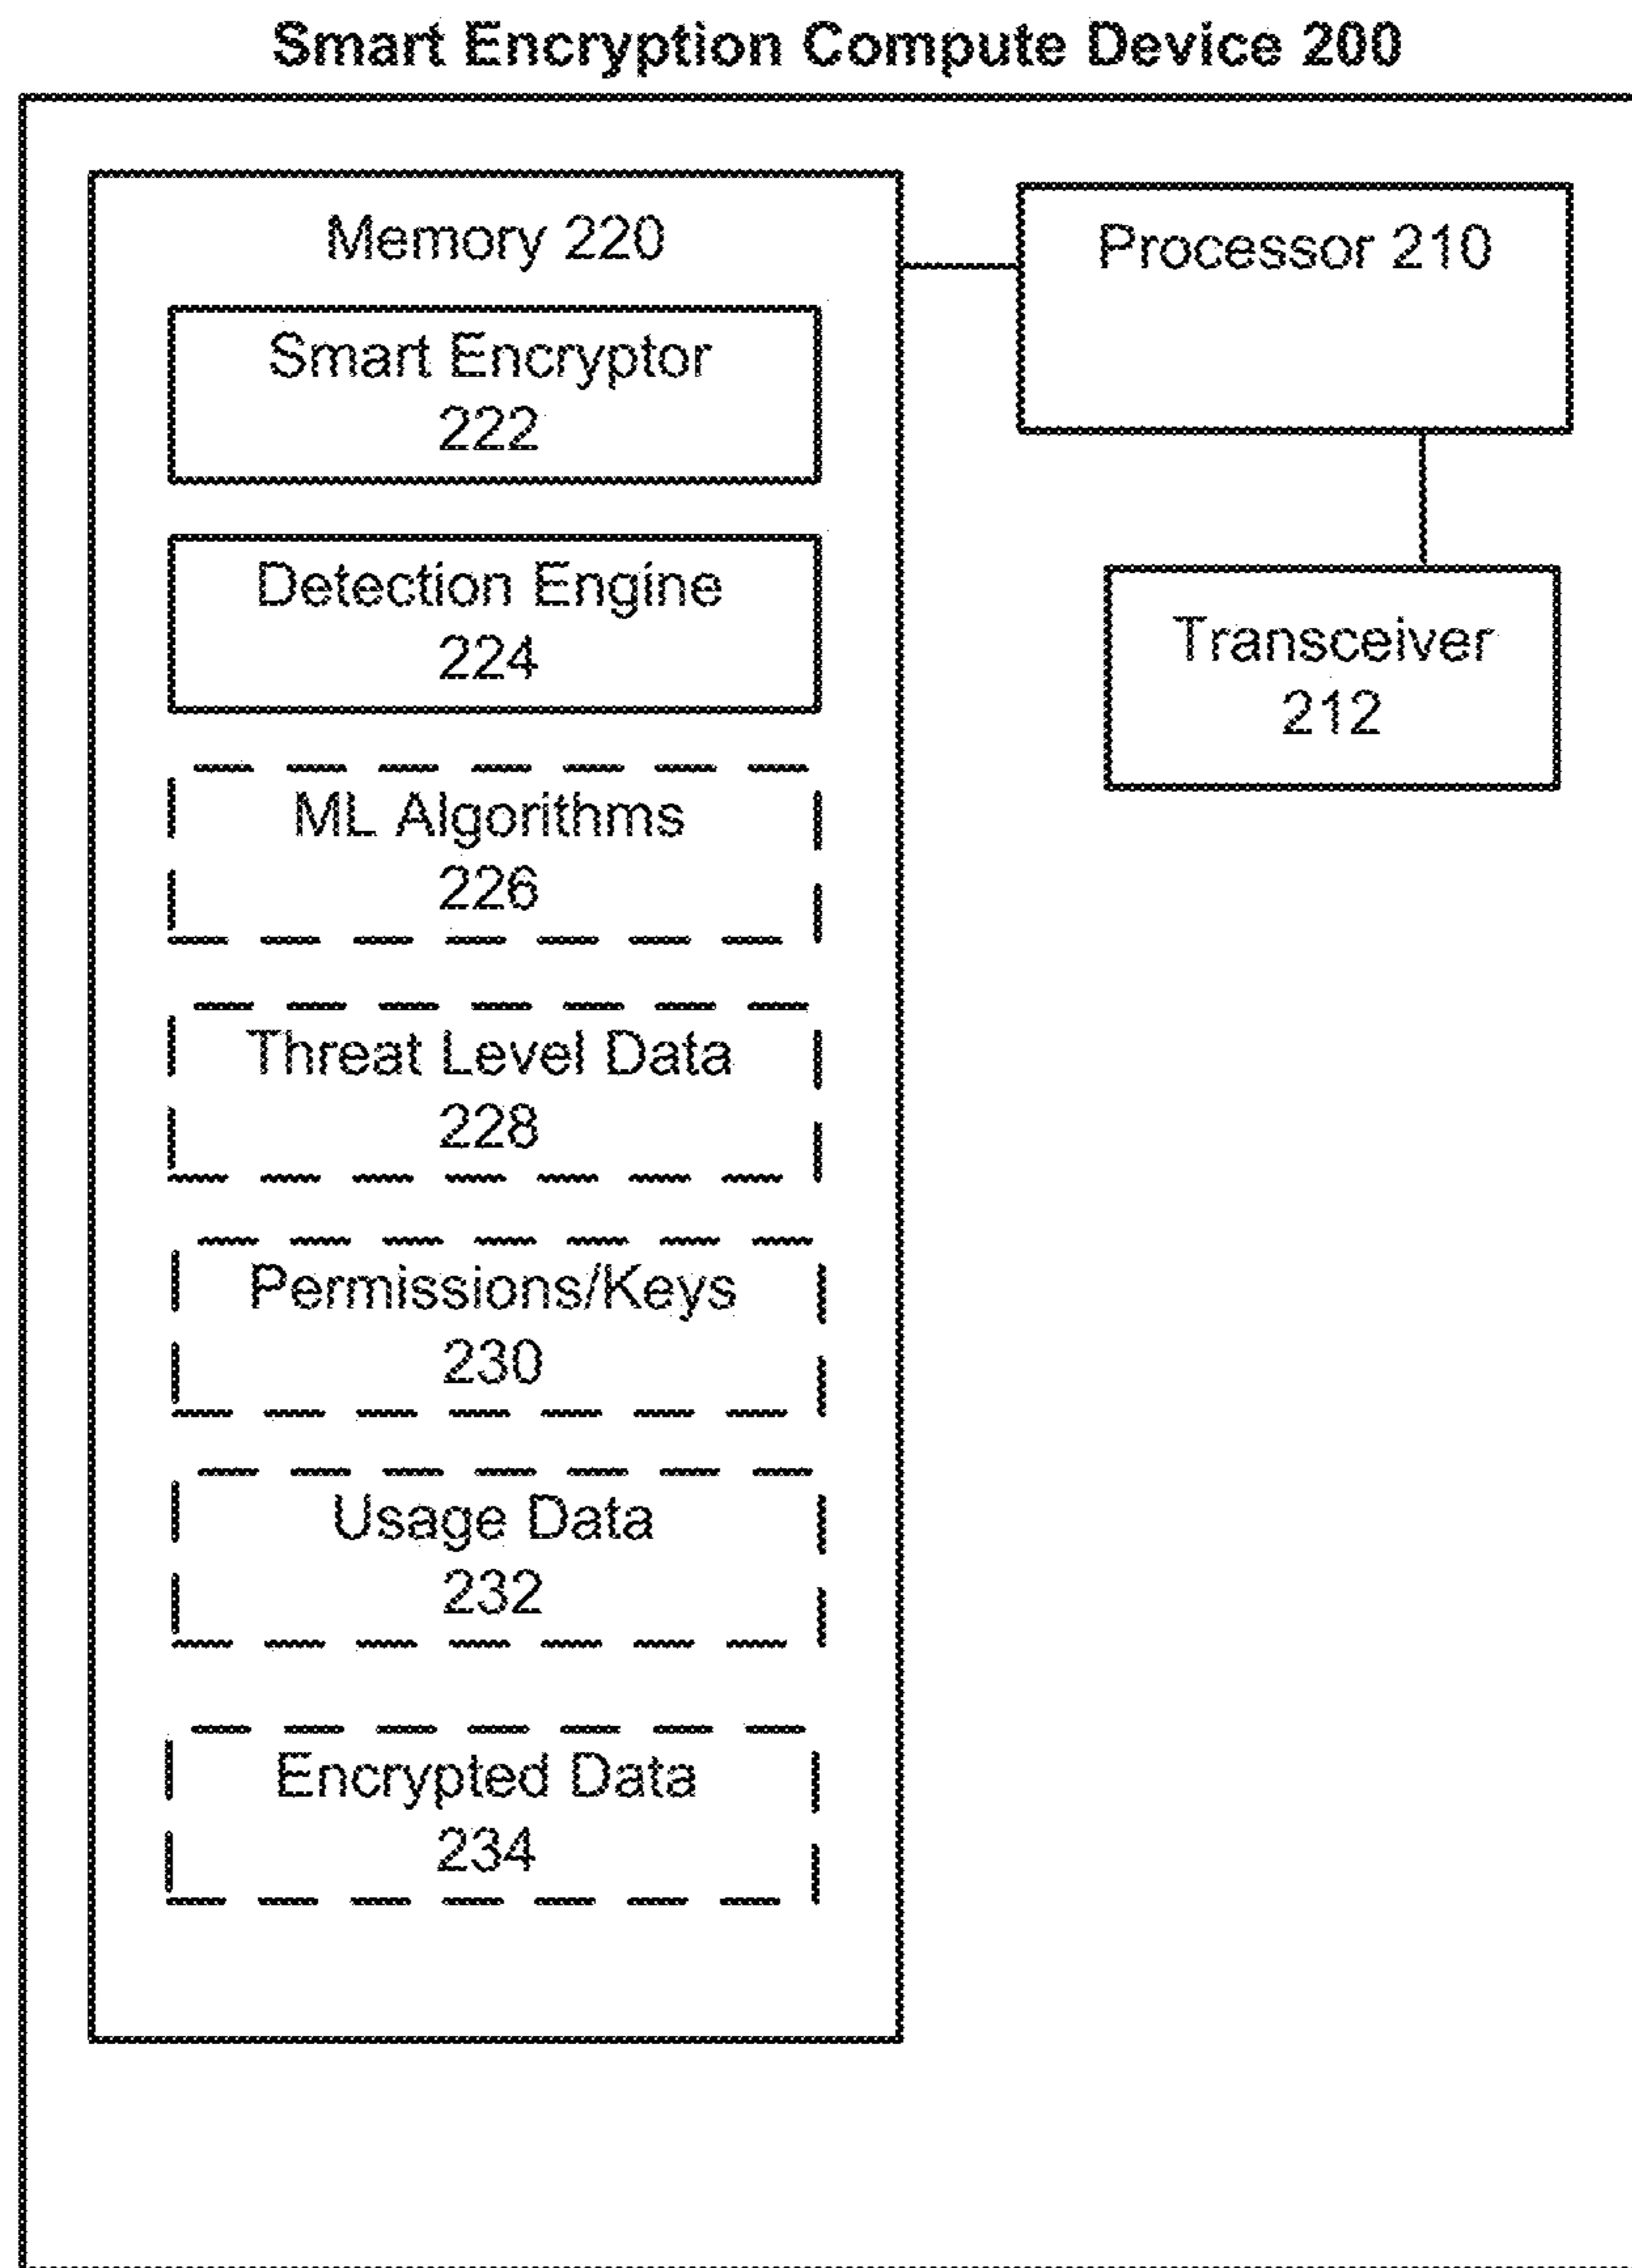 Smart Encryption Compute Device 200
Memory 220
Smart Encryptor
222
Detection Engine
224
ML Algorithms
226
Threat Level Data
228
Permissions/Keys
230
Usage Data
232
Encrypted Data
234
Processor 210
Transceiver
212